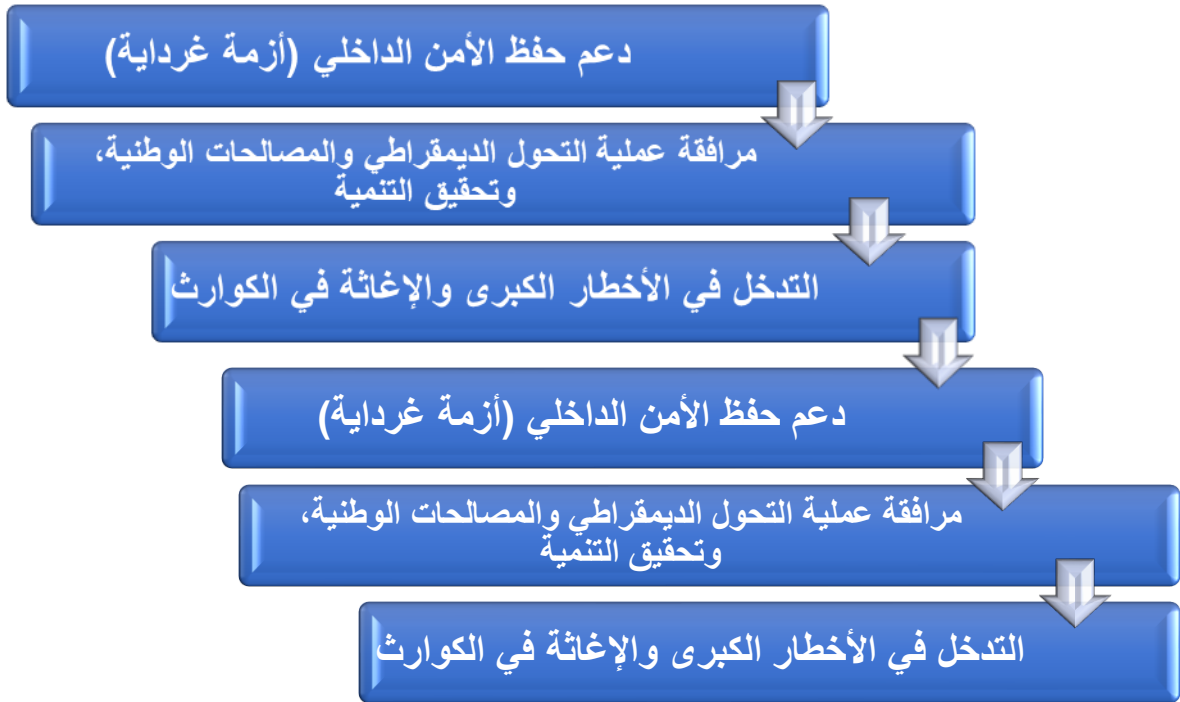 دعم حفظ الأمن الداخلي (أزمة غرداية)
مرافقة عملية التحول الديمقراطي والمصالحات الوطنية،
وتحقيق التنمية
التدخل في الأخطار الكبرى والإغاثة في الكوارث
دعم حفظ الأمن الداخلي (أزمة غرداية)
مرافقة عملية التحول الديمقراطي والمصالحات الوطنية،
وتحقيق التنمية
التدخل في الأخطار الكبرى والإغاثة في الكوارث